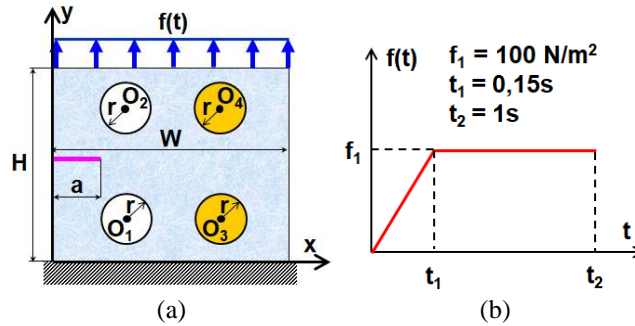 y
f(t)
O₂
O₄
r
r
W
H
a
r
r
O₁
O₃
x
(a)
f(t)
f₁ = 100 N/m²
t₁ = 0,15s
t₂ = 1s
f₁
t
t₁
t₂
(b)